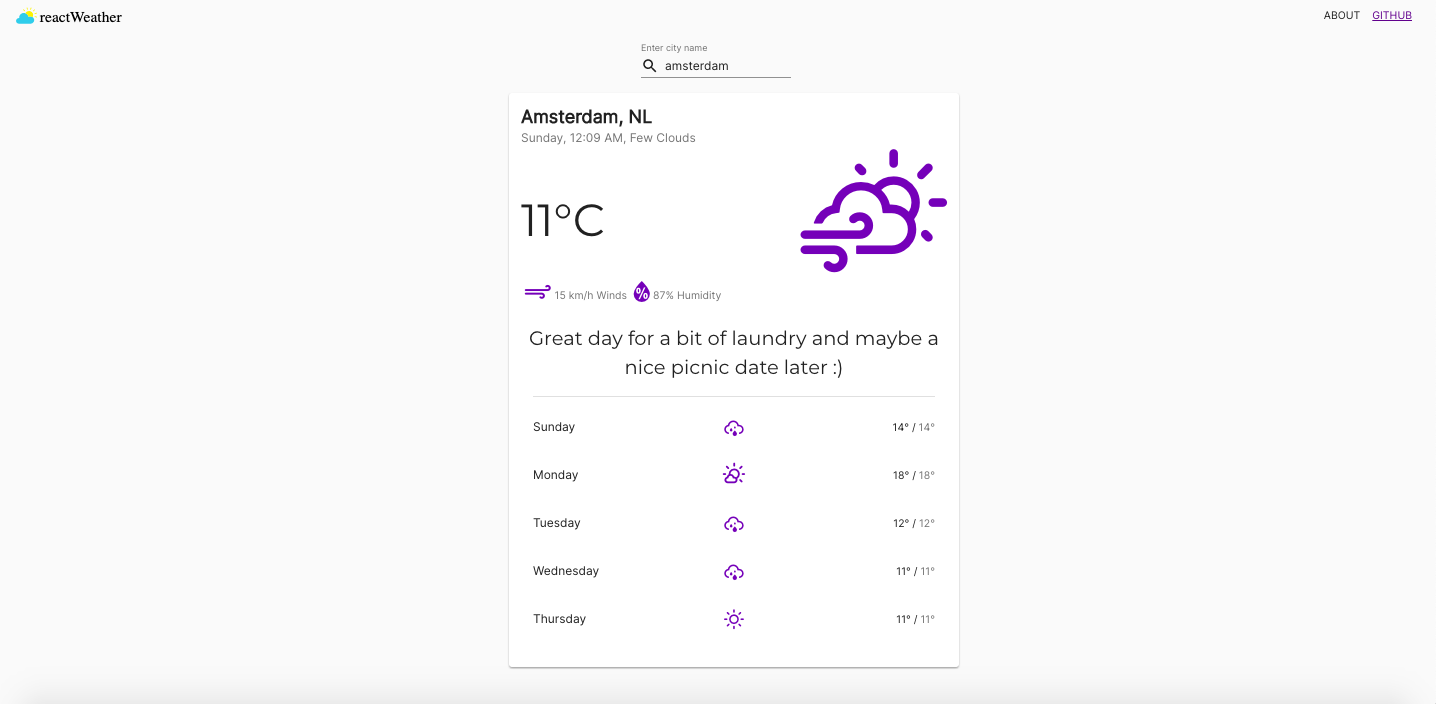 reactWeather
ABOUT GITHUB
Enter city name
amsterdam
Amsterdam, NL
Sunday, 12:09 AM, Few Clouds
11°C
15 km/h Winds % 87% Humidity
Great day for a bit of laundry and maybe a
nice picnic date later :)
Sunday 14° / 14°
Monday 18° / 18°
Tuesday 12° / 12°
Wednesday 11° / 11°
Thursday 11° / 11°